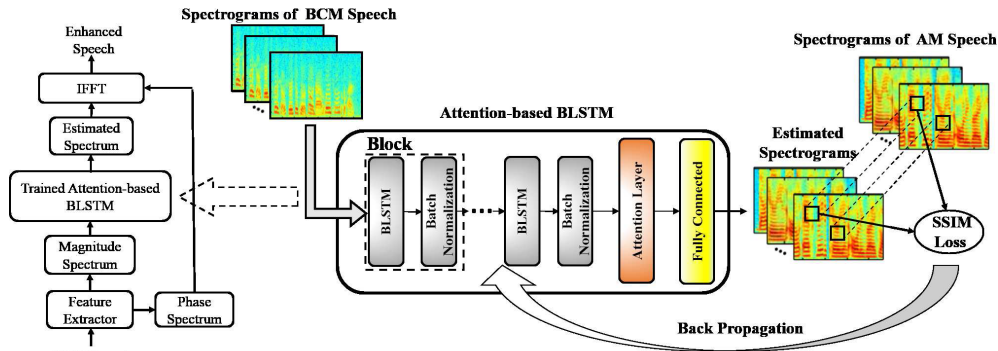 Enhanced
Speech
IFFT
Estimated
Spectrum
Trained Attention-based
BLSTM
Magnitude
Spectrum
Feature
Extractor
Phase
Spectrum
Spectrograms of BCM Speech
Attention-based BLSTM
Block
BLSTM
Batch
Normalization
BLSTM
Batch
Normalization
Attention Layer
Fully Connected
Estimated
Spectrograms
Spectrograms of AM Speech
SSIM
Loss
Back Propagation